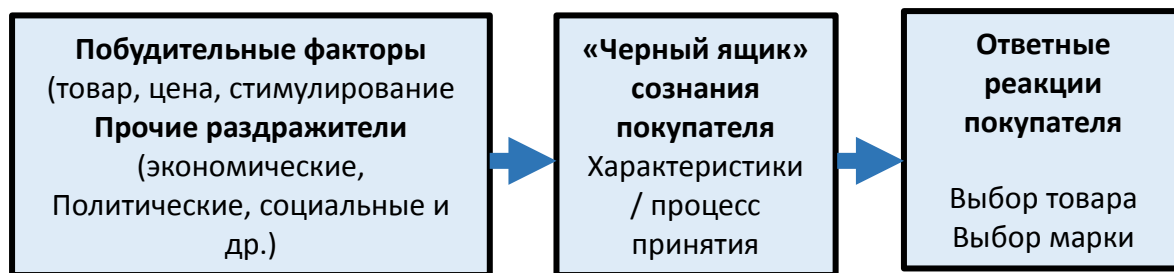 Побудительные факторы
(товар, цена, стимулирование
Прочие раздражители
(экономические,
Политические, социальные и
др.)
«Черный ящик»
сознания
покупателя
Характеристики
/ процесс
принятия
Ответные
реакции
покупателя
Выбор товара
Выбор марки